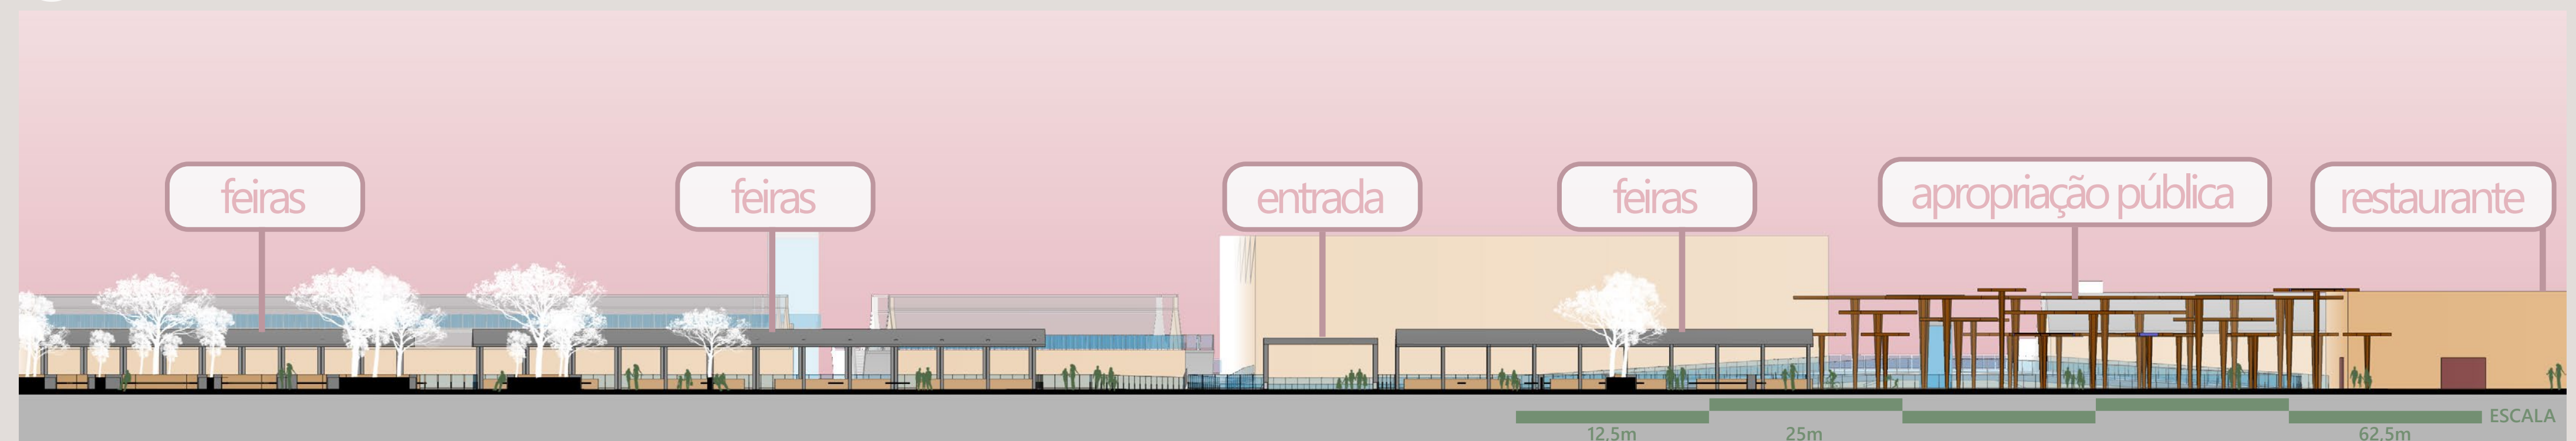 feiras
feiras
entrada
feiras
apropriação pública
restaurante
ESCALA
12,5m
25m
62,5m